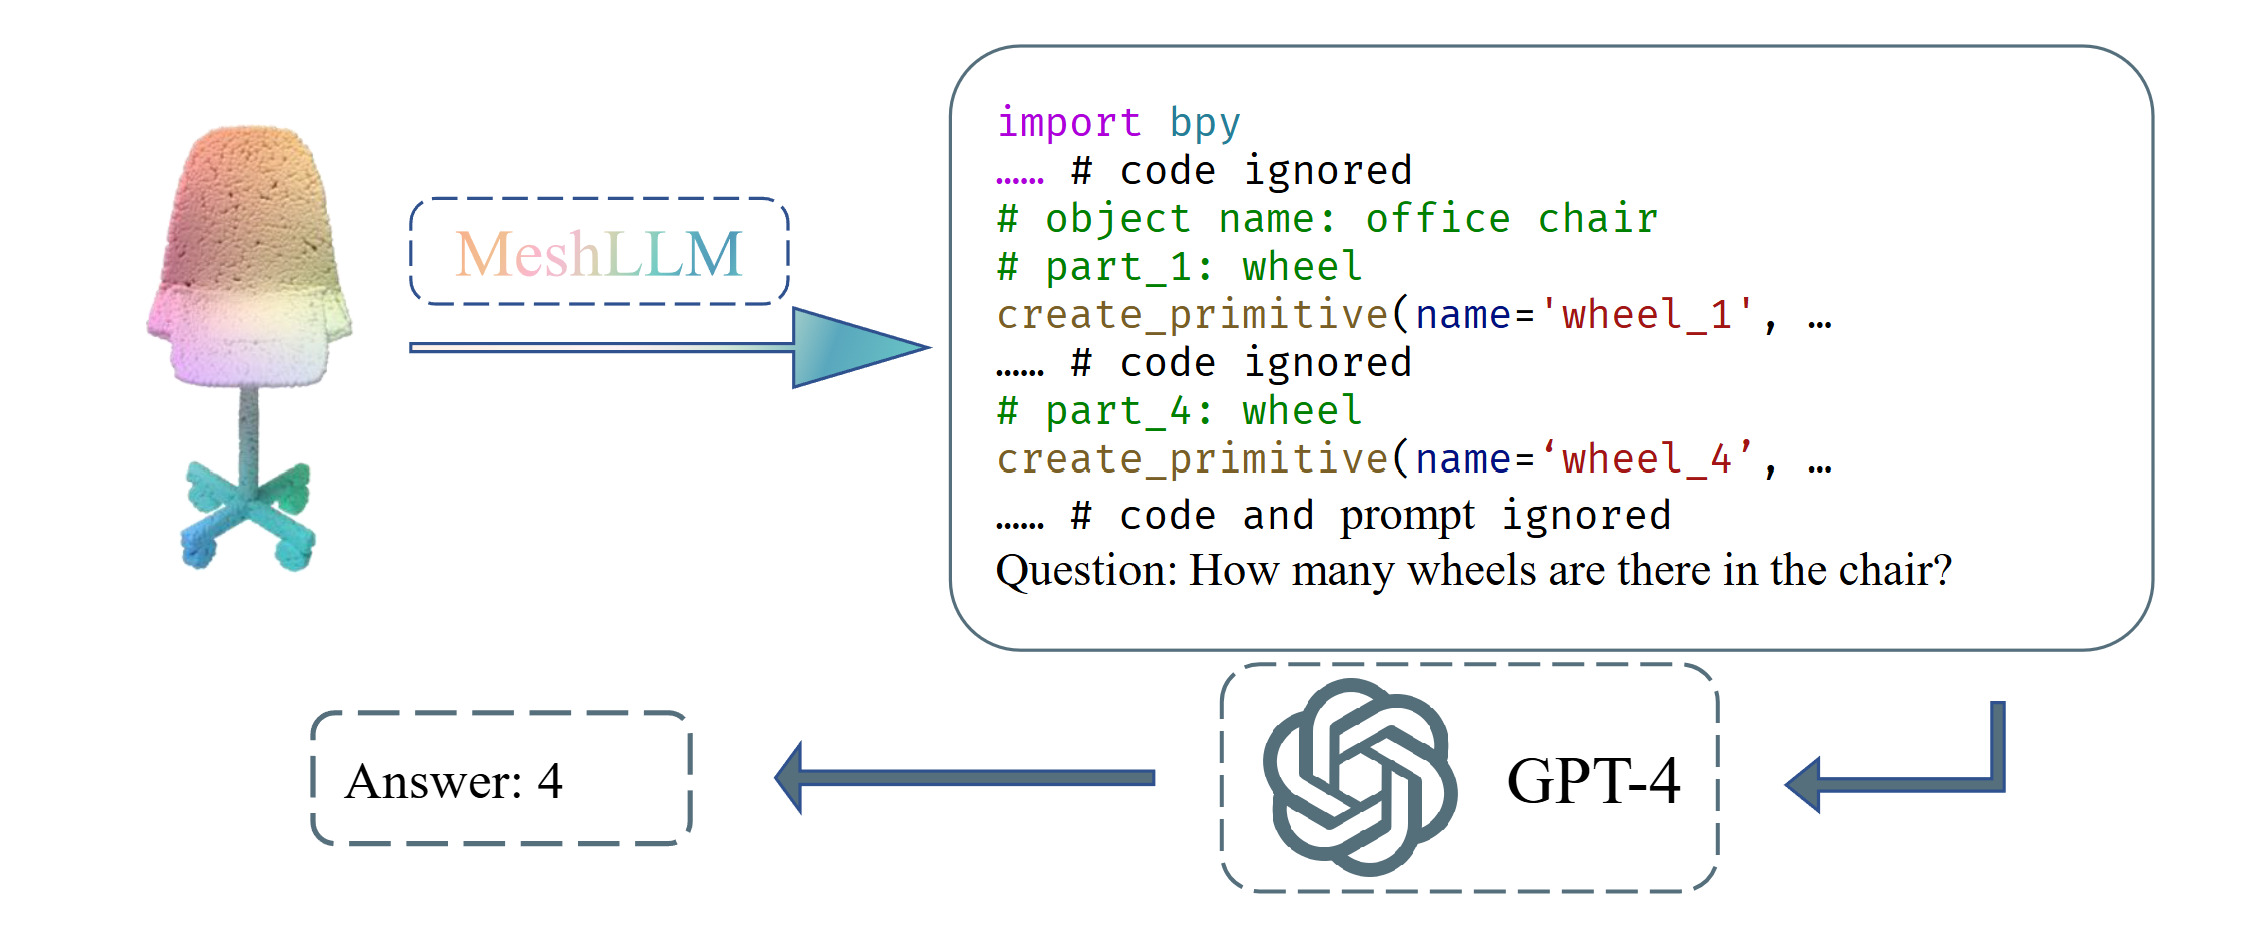 MeshLLM
import bpy
…… # code ignored
# object name: office chair
# part_1: wheel
create_primitive(name='wheel_1', …
…… # code ignored
# part_4: wheel
create_primitive(name=‘wheel_4’, …
…… # code and prompt ignored
Question: How many wheels are there in the chair?
GPT-4
Answer: 4